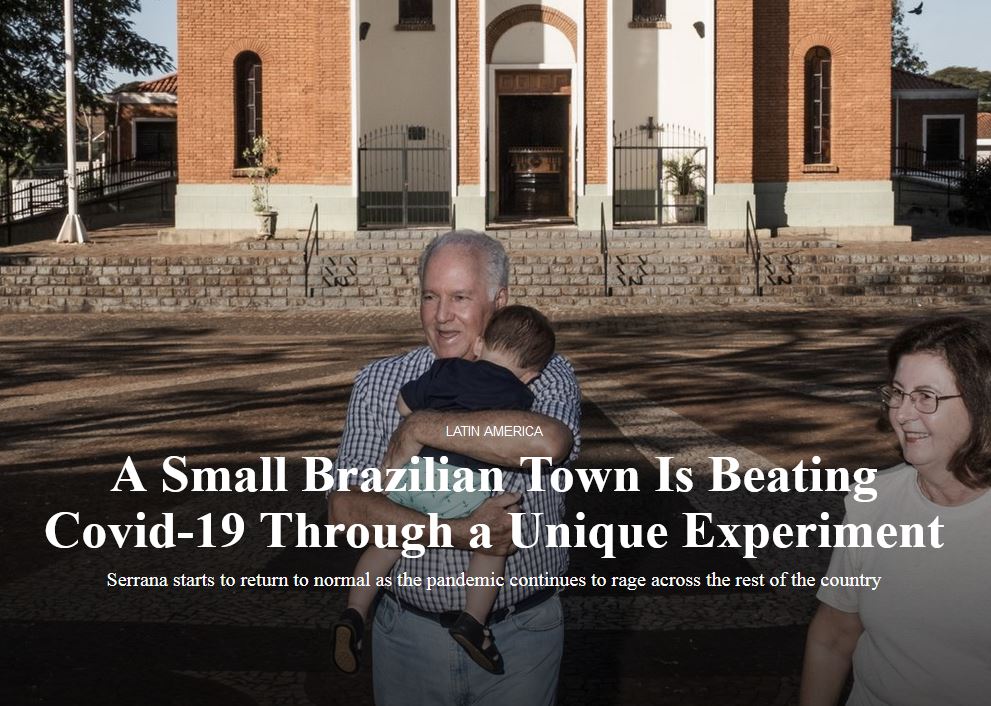 LATIN AMERICA
A Small Brazilian Town Is Beating
Covid-19 Through a Unique Experiment
Serrana starts to return to normal as the pandemic continues to rage across the rest of the country